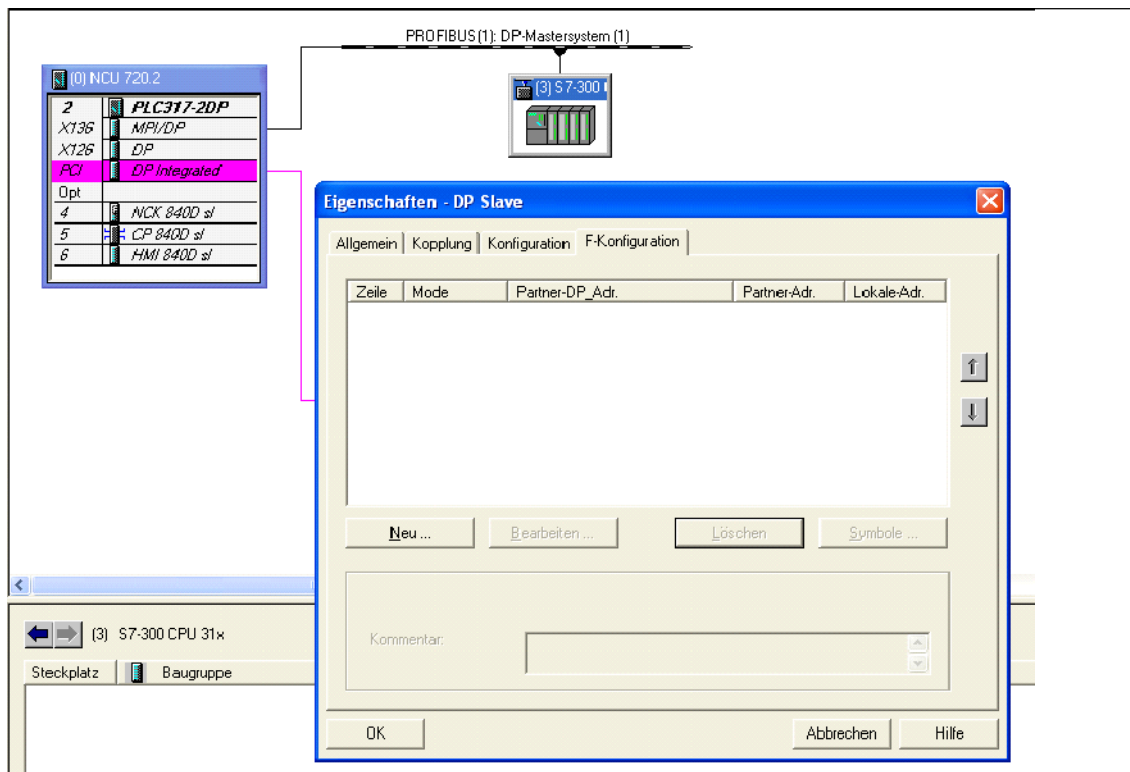 PROFIBUS(1): DP-Mastersystem (1)
(0) NCU 720.2
2 PLC317-2DP
X136 MPI/DP
X126 DP
PCI DP Integrated
Opt
4 NCK 840D sl
5 CP 840D sl
6 HMI 840D sl
(3) S7-300
Eigenschaften - DP Slave
Allgemein Kopplung Konfiguration F-Konfiguration
Zeile Mode Partner-DP_Adr. Partner-Adr. Lokale-Adr.
Neu ... Bearbeiten ... Löschen Symbole ...
Kommentar:
OK Abbrechen Hilfe
(3) S7-300 CPU 31x
Steckplatz Baugruppe